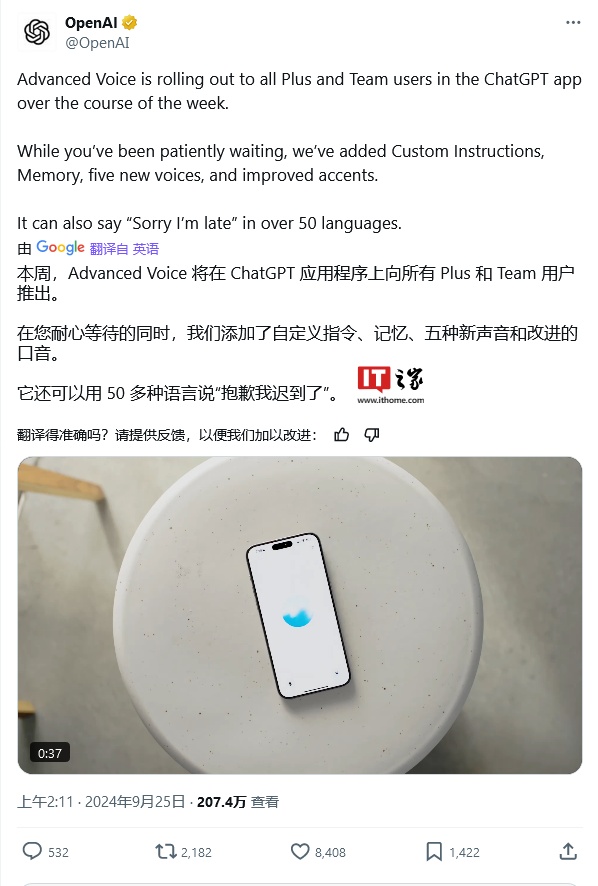 OpenAI
@OpenAI
Advanced Voice is rolling out to all Plus and Team users in the ChatGPT app
over the course of the week.
While you’ve been patiently waiting, we’ve added Custom Instructions,
Memory, five new voices, and improved accents.
It can also say “Sorry I’m late” in over 50 languages.
由 Google 翻译自 英语
本周，Advanced Voice 将在 ChatGPT 应用程序上向所有 Plus 和 Team 用户
推出。
在您耐心等待的同时，我们添加了自定义指令、记忆、五种新声音和改进的
口音。
它还可以用 50 多种语言说“抱歉我迟到了”。
IT之家
www.ithome.com
翻译得准确吗？请提供反馈，以便我们加以改进：
0:37
上午2:11 · 2024年9月25日 · 207.4万 查看
532 2,182 8,408 1,422